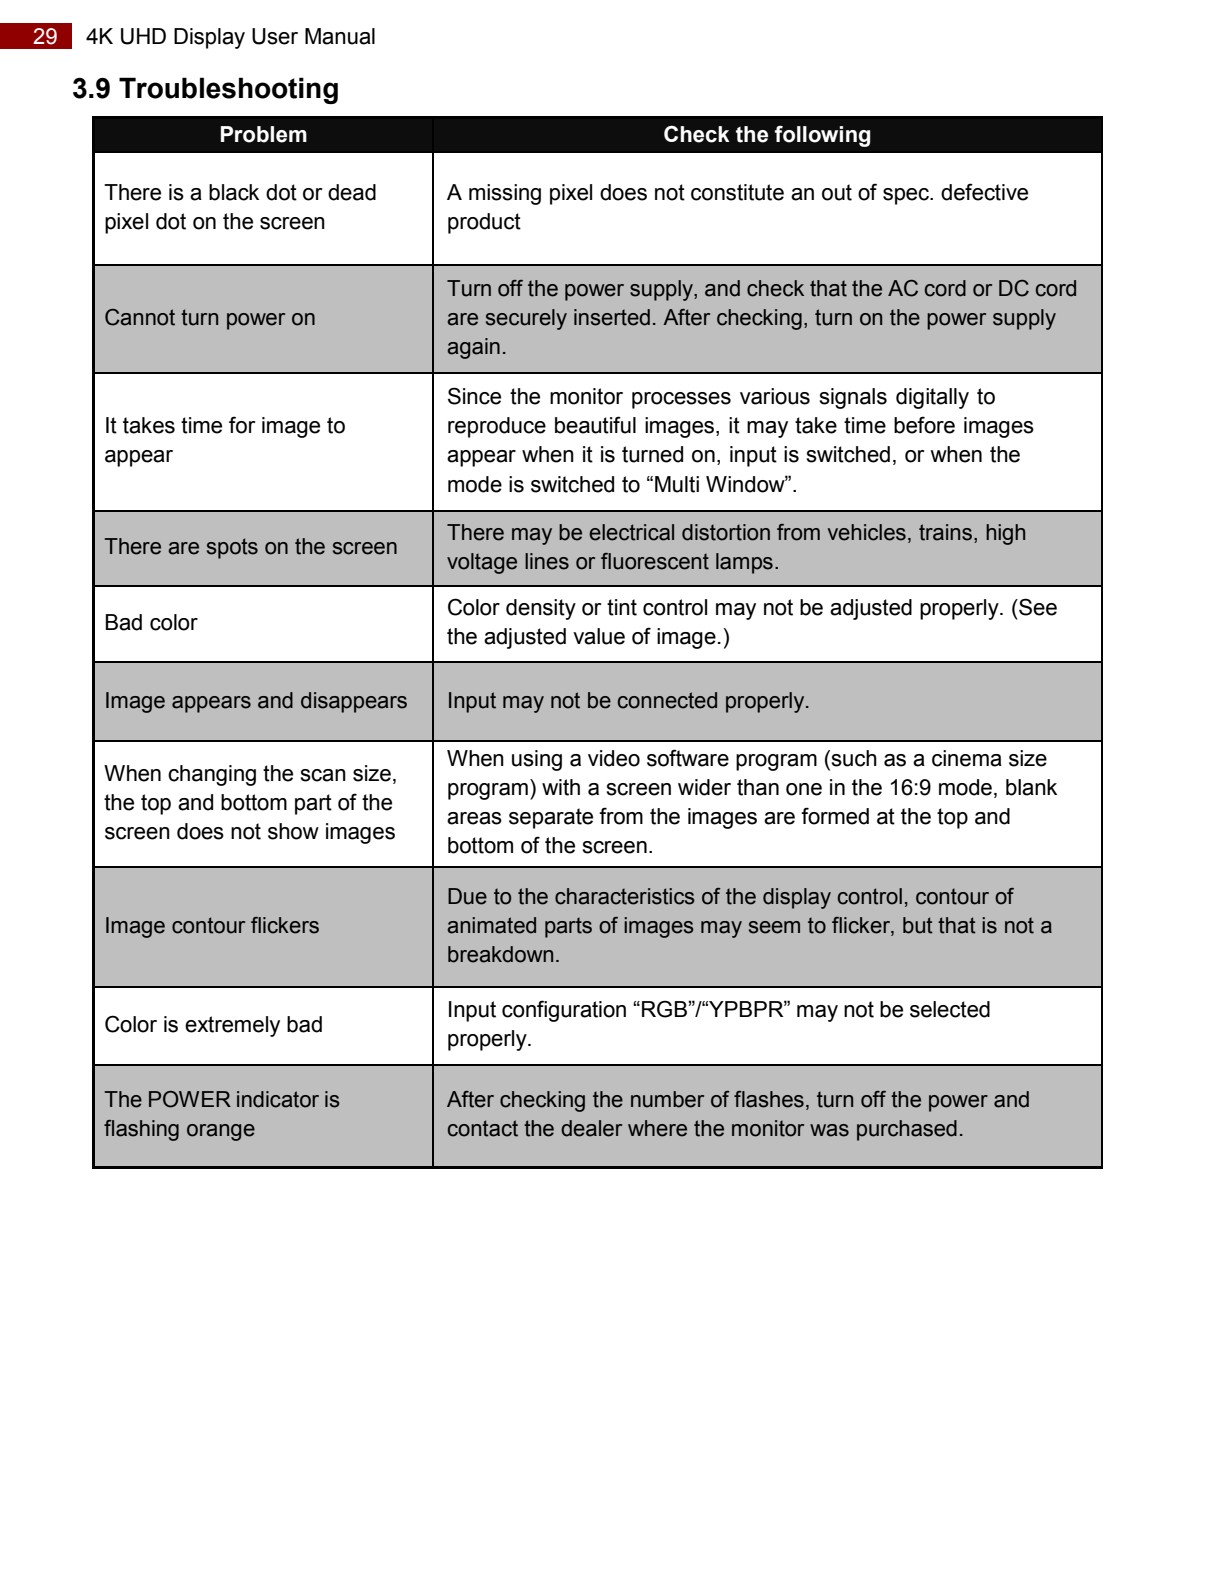 29 4K UHD Display User Manual
3.9 Troubleshooting
Problem Check the following
There is a black dot or dead
pixel dot on the screen
A missing pixel does not constitute an out of spec. defective
product
Cannot turn power on
Turn off the power supply, and check that the AC cord or DC cord
are securely inserted. After checking, turn on the power supply
again.
It takes time for image to
appear
Since the monitor processes various signals digitally to
reproduce beautiful images, it may take time before images
appear when it is turned on, input is switched, or when the
mode is switched to “Multi Window”.
There are spots on the screen
There may be electrical distortion from vehicles, trains, high
voltage lines or fluorescent lamps.
Bad color
Color density or tint control may not be adjusted properly. (See
the adjusted value of image.)
Image appears and disappears
Input may not be connected properly.
When changing the scan size,
the top and bottom part of the
screen does not show images
When using a video software program (such as a cinema size
program) with a screen wider than one in the 16:9 mode, blank
areas separate from the images are formed at the top and
bottom of the screen.
Image contour flickers
Due to the characteristics of the display control, contour of
animated parts of images may seem to flicker, but that is not a
breakdown.
Color is extremely bad
Input configuration “RGB”/“YPBPR” may not be selected
properly.
The POWER indicator is
flashing orange
After checking the number of flashes, turn off the power and
contact the dealer where the monitor was purchased.